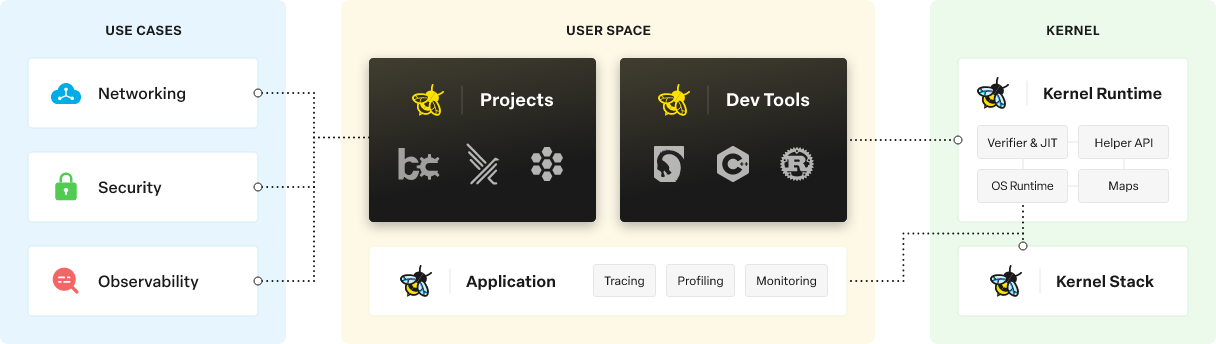 USE CASES
Networking
Security
Observability
USER SPACE
Projects
bc
Dev Tools
C++
R
Application
Tracing
Profiling
Monitoring
KERNEL
Kernel Runtime
Verifier & JIT
Helper API
OS Runtime
Maps
Kernel Stack